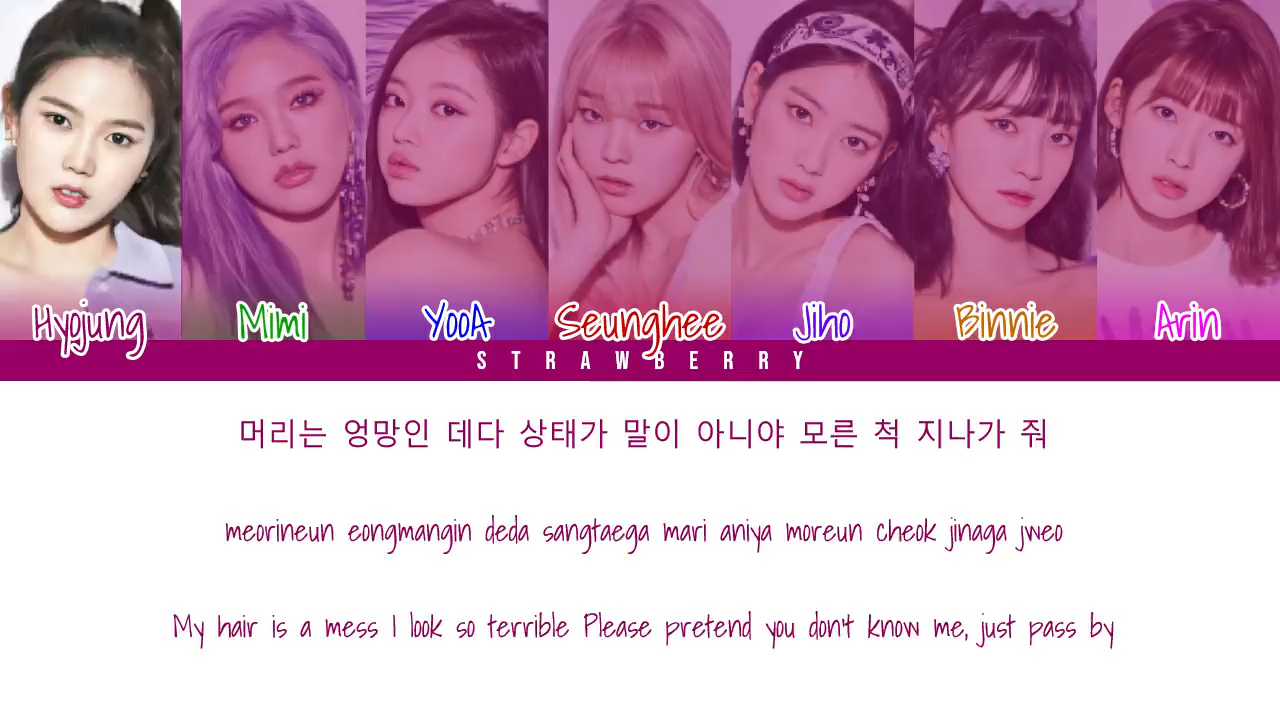 Hyojung Mimi YooA Seunghee Jiho Binnie Arin
STRAWBERRY
머리는 엉망인 데다 상태가 말이 아니야 모른 척 지나가 줘
meorineun eongmangin deda sangtaega mari aniya moreun cheok jinaga jweo
My hair is a mess I look so terrible Please pretend you don't know me, just pass by